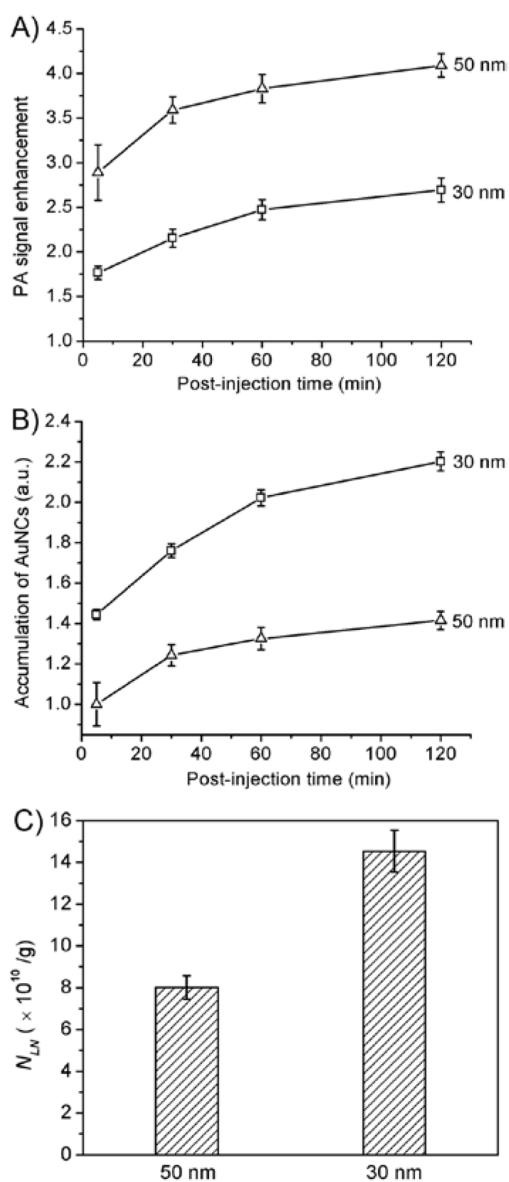 A)
4.5
4.0
3.5
3.0
2.5
2.0
1.5
1.0
PA signal enhancement
50 nm
30 nm
0 20 40 60 80 100 120
Post-injection time (min)
B)
2.4
2.2
2.0
1.8
1.6
1.4
1.2
1.0
Accumulation of AuNCs (a.u.)
30 nm
50 nm
0 20 40 60 80 100 120
Post-injection time (min)
C)
16
14
12
10
8
6
4
2
0
N_LN ( × 10^10 /g)
50 nm 30 nm